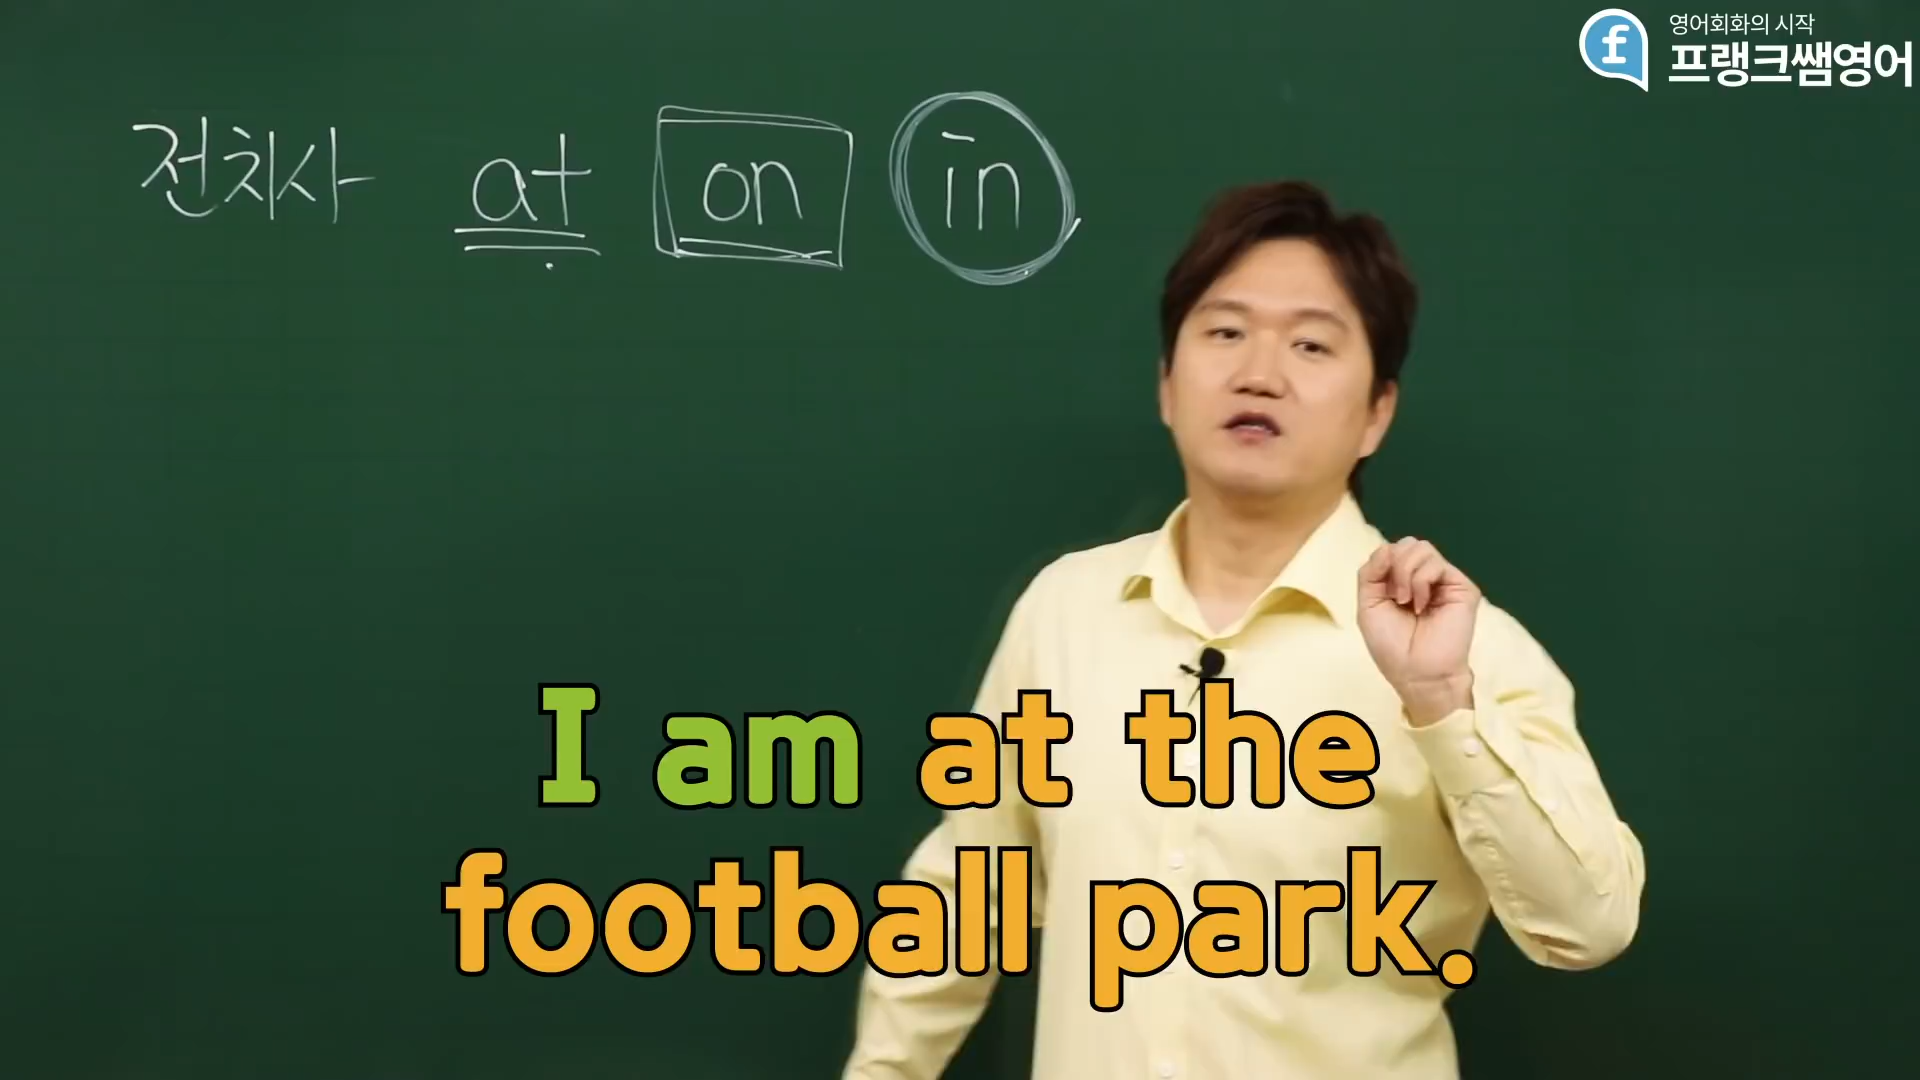 영어회화의 시작
프랭크쌤영어
전치사 at on in
I am at the
football park.